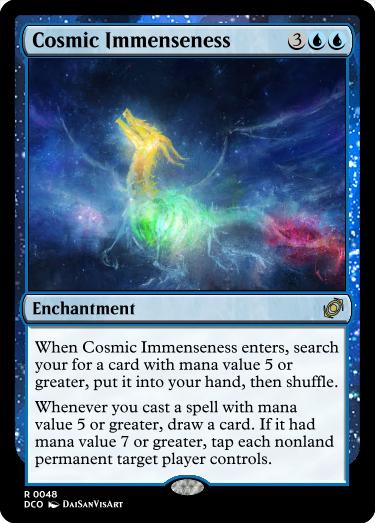 Cosmic Immenseness 3
Enchantment
When Cosmic Immenseness enters, search
your for a card with mana value 5 or
greater, put it into your hand, then shuffle.
Whenever you cast a spell with mana
value 5 or greater, draw a card. If it had
mana value 7 or greater, tap each nonland
permanent target player controls.
R 0048
DCO DaiSanVisArt